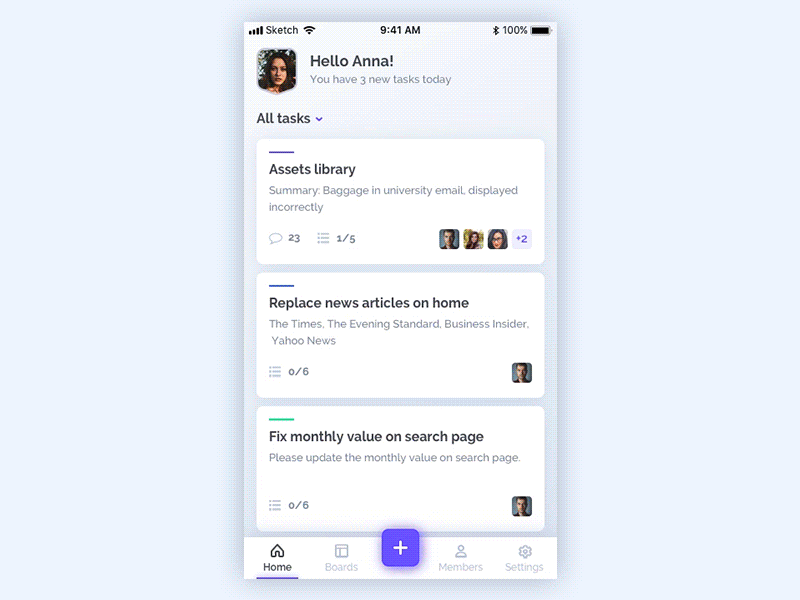 Sketch 9:41 AM 100%
Hello Anna!
You have 3 new tasks today
All tasks
Assets library
Summary: Baggage in university email, displayed
incorrectly
23 1/5 +2
Replace news articles on home
The Times, The Evening Standard, Business Insider,
Yahoo News
0/6
Fix monthly value on search page
Please update the monthly value on search page.
0/6
+
Home Boards Members Settings